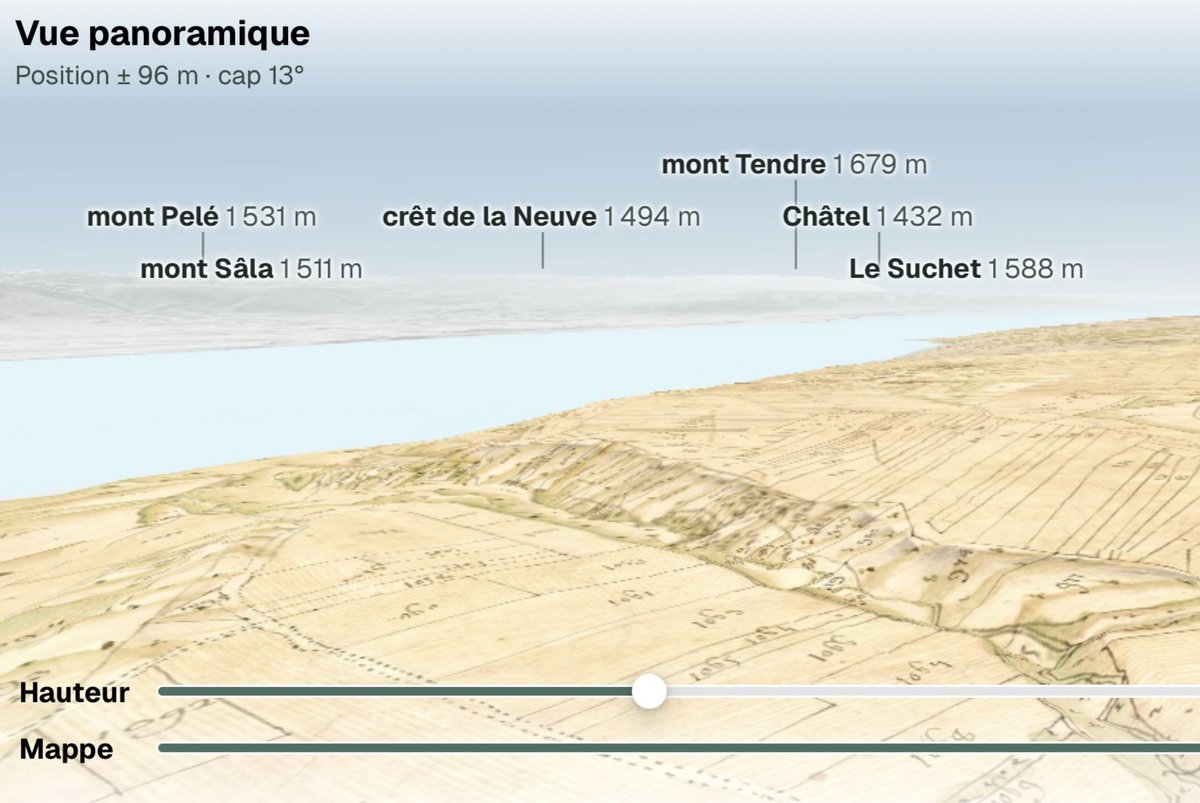 Vue panoramique
Position ± 96 m · cap 13°
mont Tendre 1 679 m
mont Pelé 1 531 m
crêt de la Neuve 1 494 m
Châtel 1 432 m
mont Sâla 1 511 m
Le Suchet 1 588 m
Hauteur
Mappe